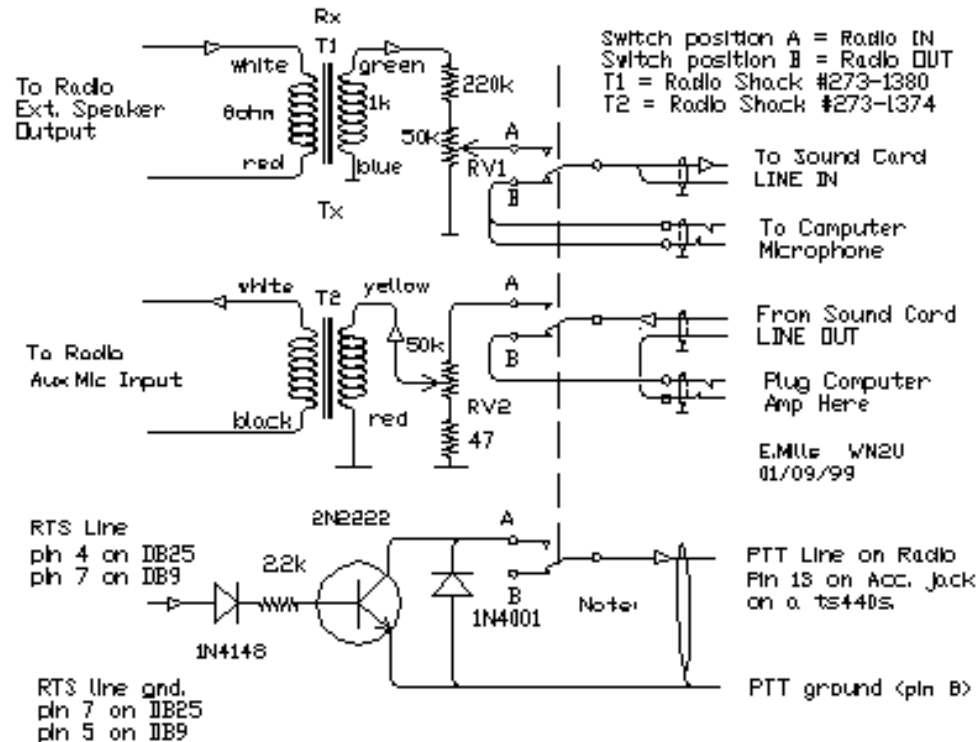 Rx
T1
white
green
To Radio
Ext. Speaker
Output
8ohm
1k
220k
50k
A
RV1
red
blue
B
Switch position A = Radio IN
Switch position B = Radio OUT
T1 = Radio Shack #273-1380
T2 = Radio Shack #273-1374
To Sound Card
LINE IN
To Computer
Microphone
Tx
white
T2
yellow
A
50k
B
To Radio
Aux Mic Input
RV2
black
red
47
From Sound Card
LINE OUT
Plug Computer
Amp Here
E.Mills WN2U
01/09/99
2N2222
RTS Line
pin 4 on DB25
pin 7 on DB9
2.2k
A
B
1N4148
1N4001
Note:
PTT Line on Radio
Pin 13 on Acc. jack
on a ts440s.
RTS line gnd.
pin 7 on DB25
pin 5 on DB9
PTT ground (pin 8)